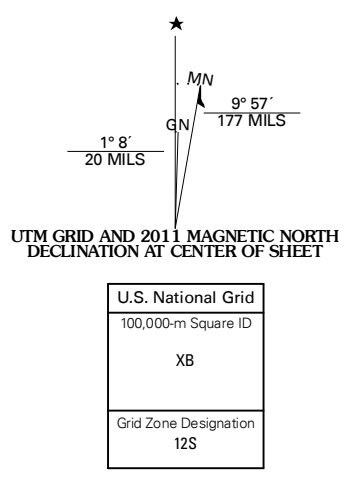 ★
MN
GN
9° 57´
177 MILS
1° 8´
20 MILS
UTM GRID AND 2011 MAGNETIC NORTH
DECLINATION AT CENTER OF SHEET
U.S. National Grid
100,000-m Square ID
XB
Grid Zone Designation
12S